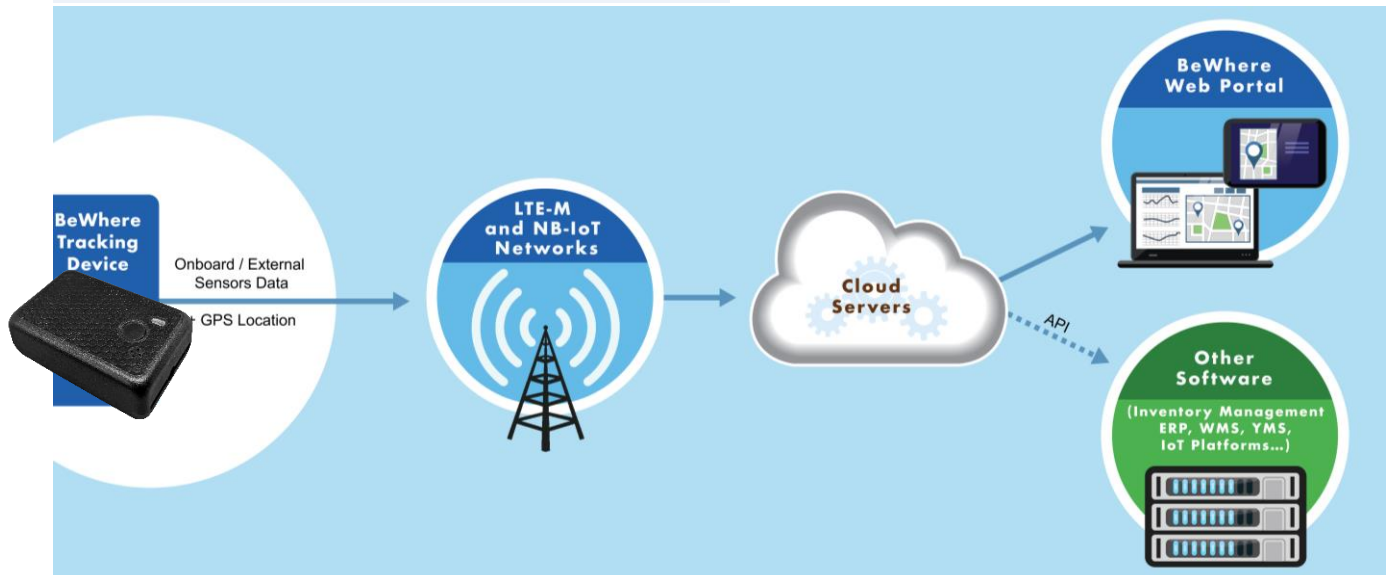 BeWhere
Tracking
Device
Onboard / External
Sensors Data
+ GPS Location
LTE-M
and NB-IoT
Networks
Cloud
Servers
API
BeWhere
Web Portal
Other
Software
(Inventory Management
ERP, WMS, YMS,
IoT Platforms...)